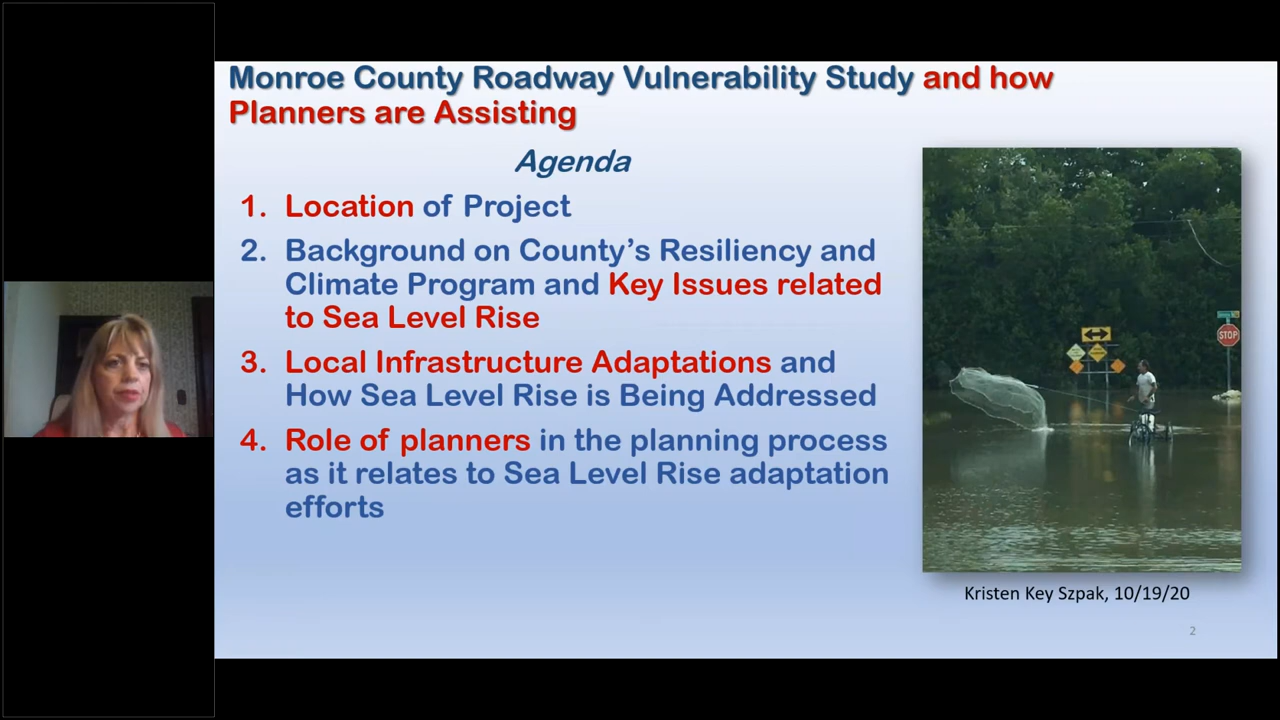 Monroe County Roadway Vulnerability Study and how
Planners are Assisting
Agenda
1. Location of Project
2. Background on County’s Resiliency and
Climate Program and Key Issues related
to Sea Level Rise
3. Local Infrastructure Adaptations and
How Sea Level Rise is Being Addressed
4. Role of planners in the planning process
as it relates to Sea Level Rise adaptation
efforts
STOP
Kristen Key Szpak, 10/19/20
2